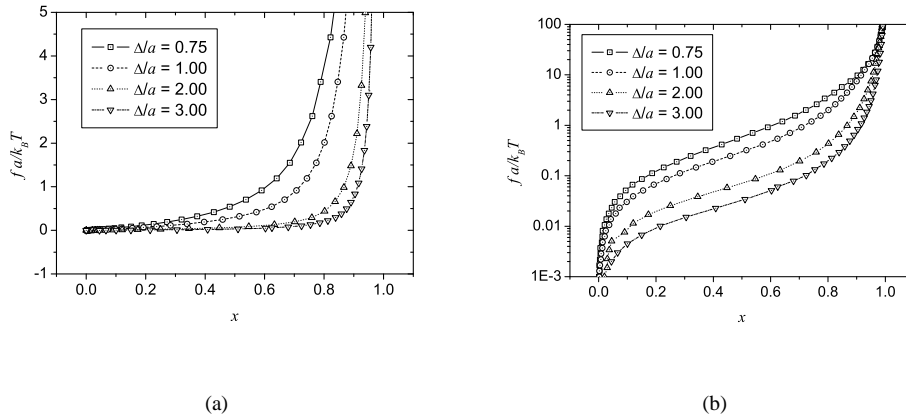 5
4
3
2
1
0
-1
0.0 0.2 0.4 0.6 0.8 1.0
f a/k_BT
x
Δ/a = 0.75
Δ/a = 1.00
Δ/a = 2.00
Δ/a = 3.00
(a)
100
10
1
0.1
0.01
1E-3
0.0 0.2 0.4 0.6 0.8 1.0
f a/k_BT
x
Δ/a = 0.75
Δ/a = 1.00
Δ/a = 2.00
Δ/a = 3.00
(b)